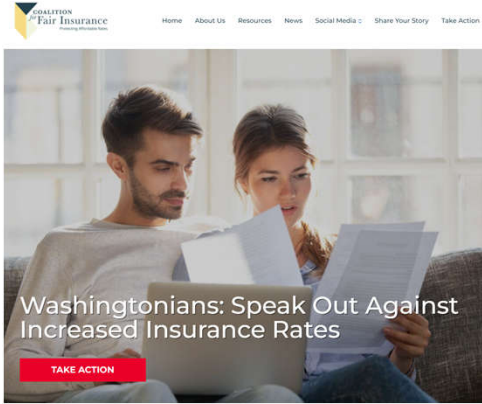 COALITION
for Fair Insurance
Protecting Affordable Rates
Home About Us Resources News Social Media Share Your Story Take Action
Washingtonians: Speak Out Against
Increased Insurance Rates
TAKE ACTION